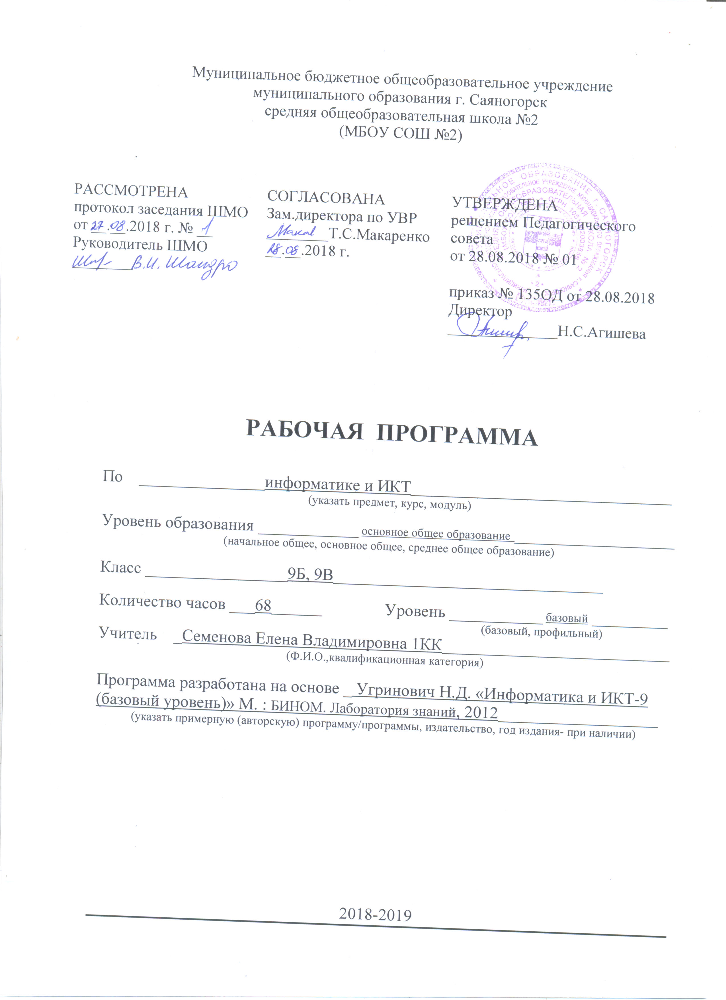 Муниципальное бюджетное общеобразовательное учреждение
муниципального образования г. Саяногорск
средняя общеобразовательная школа №2
(МБОУ СОШ №2)
РАССМОТРЕНА
протокол заседания ШМО
от 27.08.2018 г. № 1
Руководитель ШМО
В.И. Шандро
СОГЛАСОВАНА
Зам.директора по УВР
Т.С.Макаренко
28.08.2018 г.
УТВЕРЖДЕНА
решением Педагогического
совета
от 28.08.2018 № 01
приказ № 135ОД от 28.08.2018
Директор
Н.С.Агишева
РАБОЧАЯ ПРОГРАММА
По информатике и ИКТ
(указать предмет, курс, модуль)
Уровень образования основное общее образование
(начальное общее, основное общее, среднее общее образование)
Класс 9Б, 9В
Количество часов 68 Уровень базовый
(базовый, профильный)
Учитель Семенова Елена Владимировна 1КК
(Ф.И.О.,квалификационная категория)
Программа разработана на основе Угринович Н.Д. «Информатика и ИКТ-9
(базовый уровень)» М. : БИНОМ. Лаборатория знаний, 2012
(указать примерную (авторскую) программу/программы, издательство, год издания- при наличии)
2018-2019